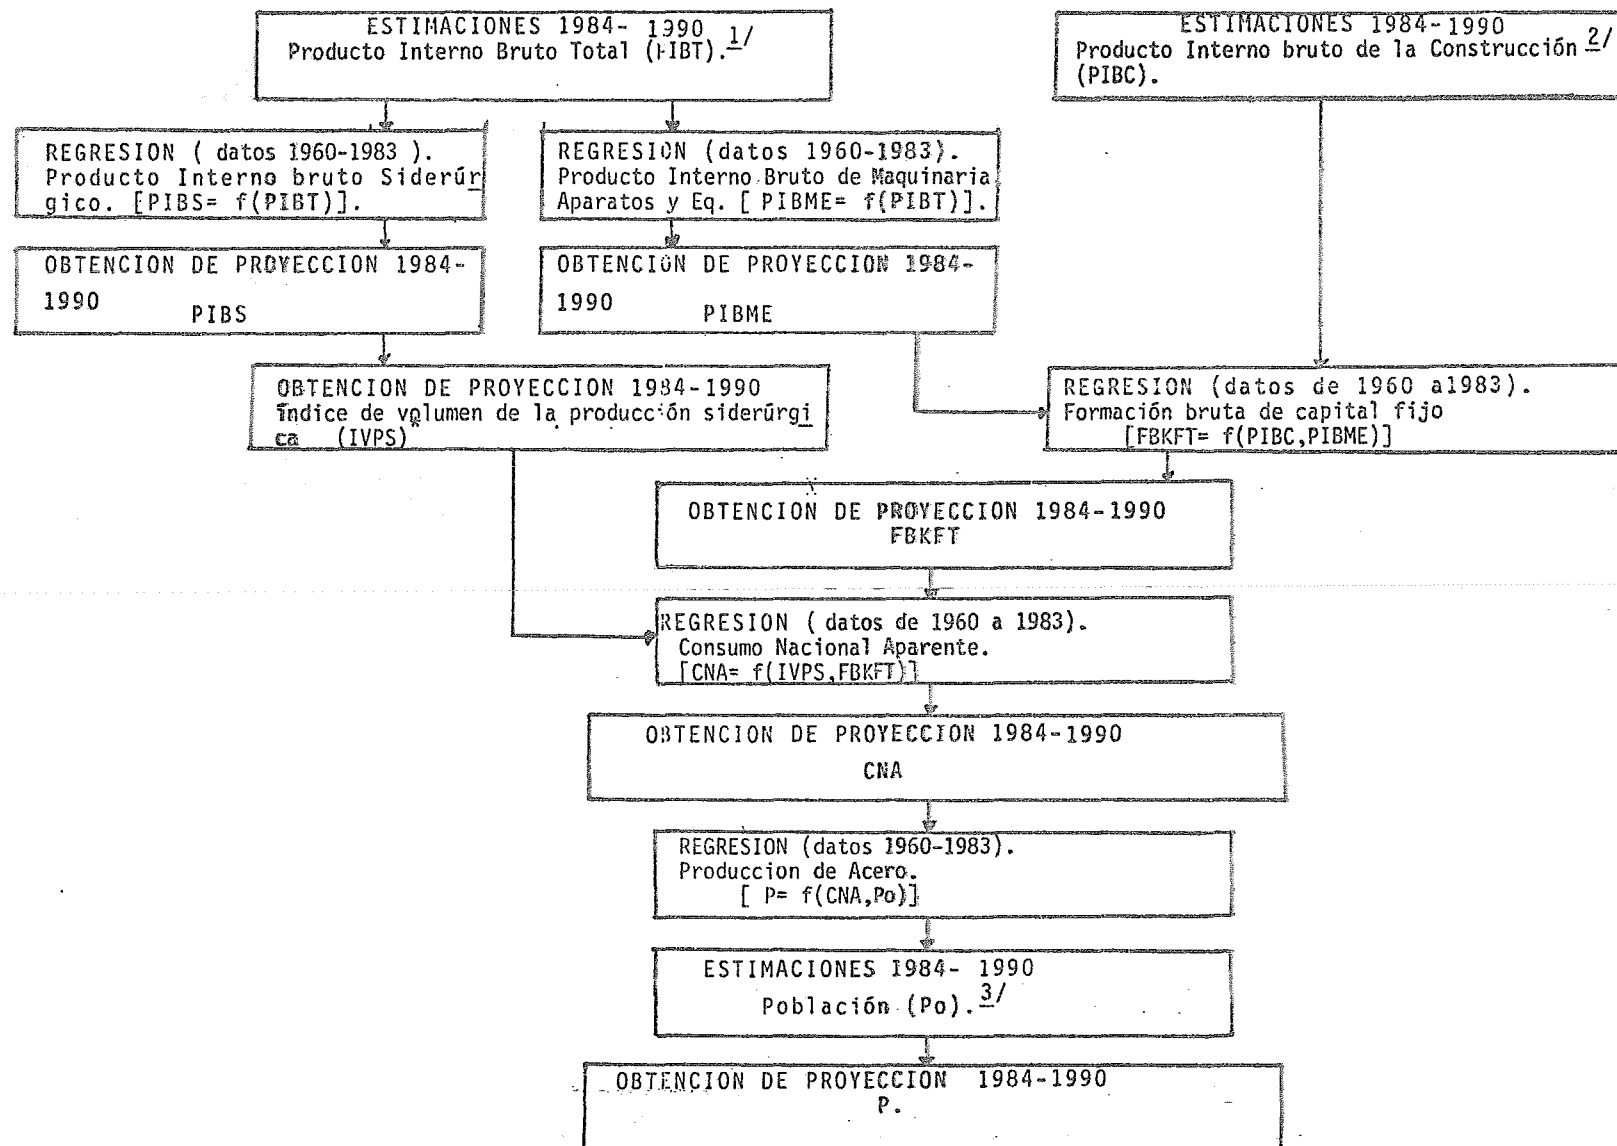 ESTIMACIONES 1984- 1990
Producto Interno Bruto Total (PIBT). 1/
ESTIMACIONES 1984-1990
Producto Interno bruto de la Construcción 2/
(PIBC).
REGRESION ( datos 1960-1983 ).
Producto Interno bruto Siderúr
gico. [PIBS= f(PIBT)].
REGRESION (datos 1960-1983).
Producto Interno Bruto de Maquinaria
Aparatos y Eq. [ PIBME= f(PIBT)].
OBTENCION DE PROYECCION 1984-
1990
PIBS
OBTENCION DE PROYECCION 1984-
1990
PIBME
OBTENCION DE PROYECCION 1984-1990
índice de volumen de la producción siderúrgi
ca (IVPS)
REGRESION (datos de 1960 a1983).
Formación bruta de capital fijo
[FBKFT= f(PIBC,PIBME)]
OBTENCION DE PROYECCION 1984-1990
FBKFT
REGRESION ( datos de 1960 a 1983).
Consumo Nacional Aparente.
[CNA= f(IVPS,FBKFT)]
OBTENCION DE PROYECCION 1984-1990
CNA
REGRESION (datos 1960-1983).
Produccion de Acero.
[ P= f(CNA,Po)]
ESTIMACIONES 1984- 1990
Población (Po). 3/
OBTENCION DE PROYECCION 1984-1990
P.